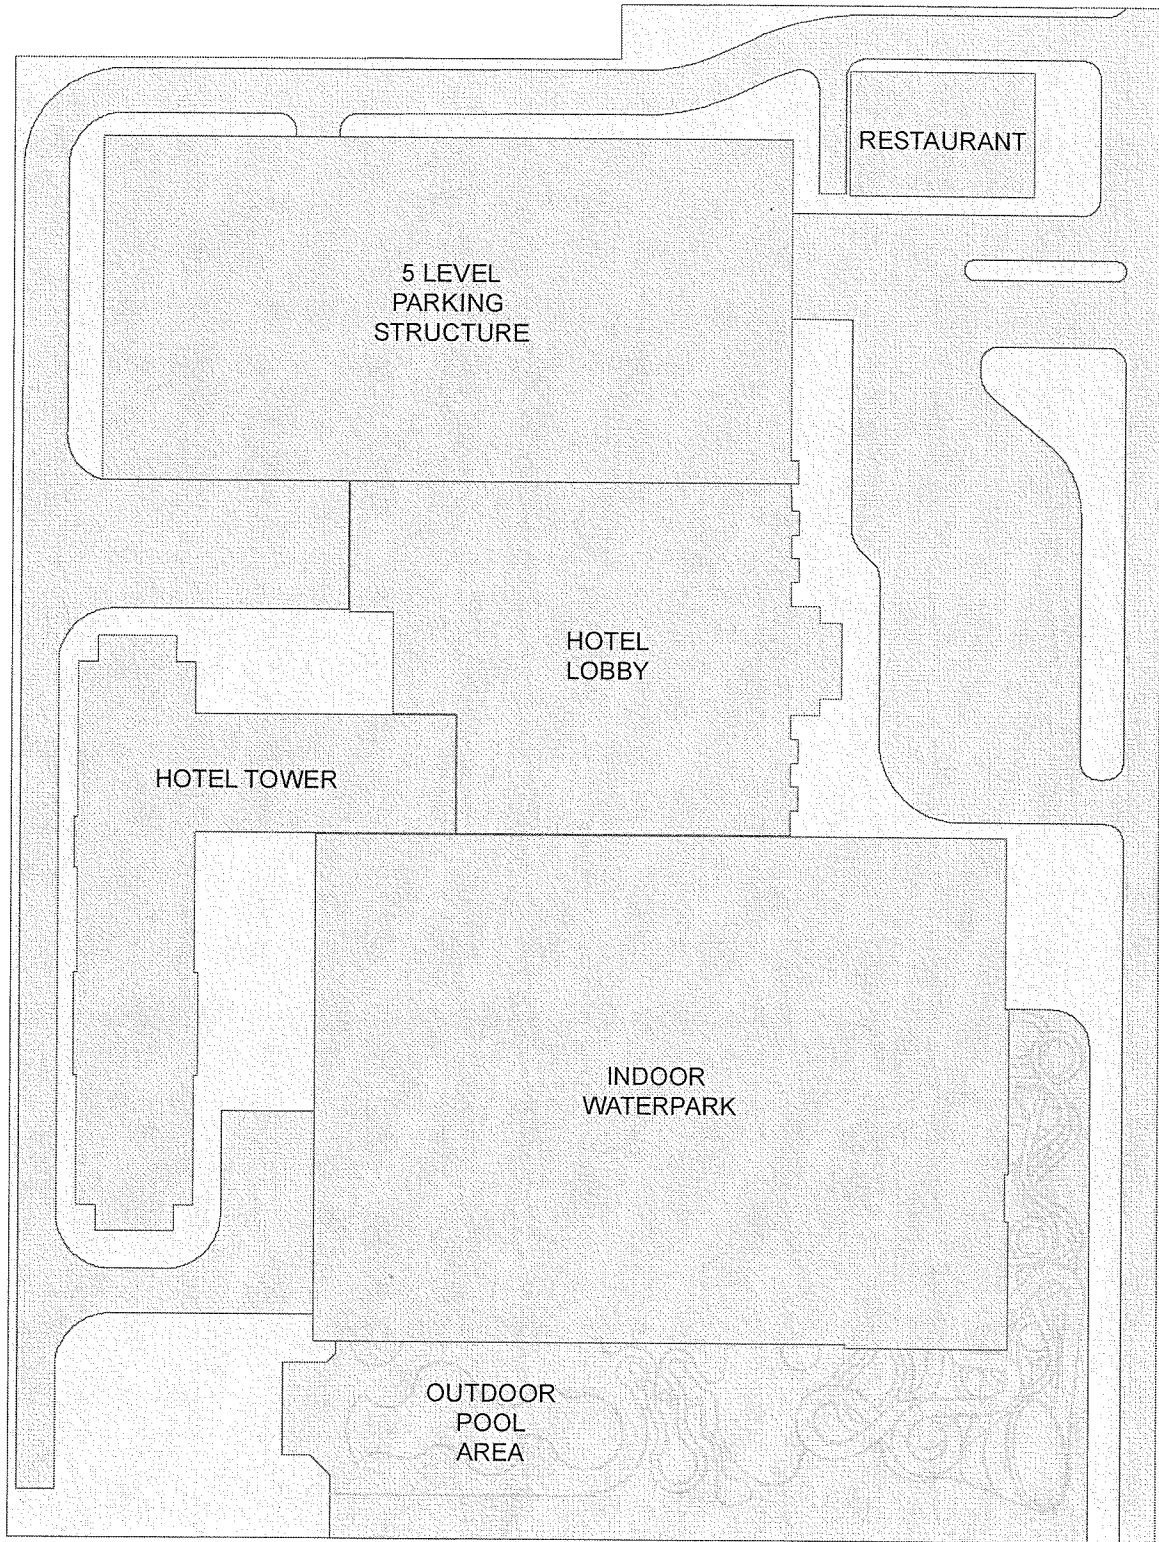 RESTAURANT
5 LEVEL
PARKING
STRUCTURE
HOTEL
LOBBY
HOTEL TOWER
INDOOR
WATERPARK
OUTDOOR
POOL
AREA